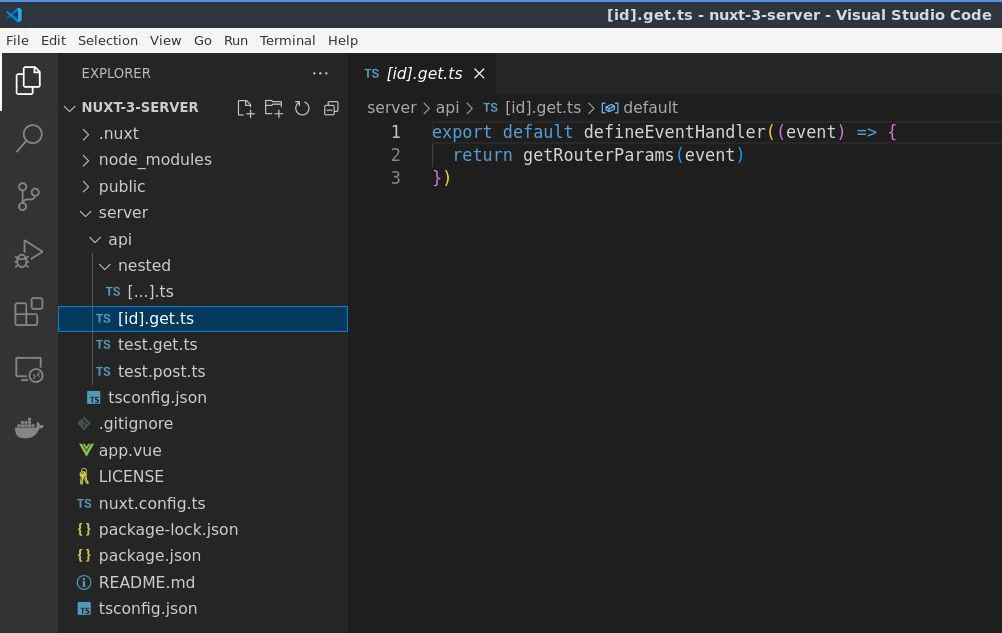 [id].get.ts - nuxt-3-server - Visual Studio Code
File Edit Selection View Go Run Terminal Help
EXPLORER
NUXT-3-SERVER
.nuxt
node_modules
public
server
api
nested
TS [...].ts
TS [id].get.ts
TS test.get.ts
TS test.post.ts
TS tsconfig.json
.gitignore
app.vue
LICENSE
TS nuxt.config.ts
{ } package-lock.json
{ } package.json
README.md
TS tsconfig.json
TS [id].get.ts
server > api > TS [id].get.ts > default
1 export default defineEventHandler((event) => {
2   return getRouterParams(event)
3 })